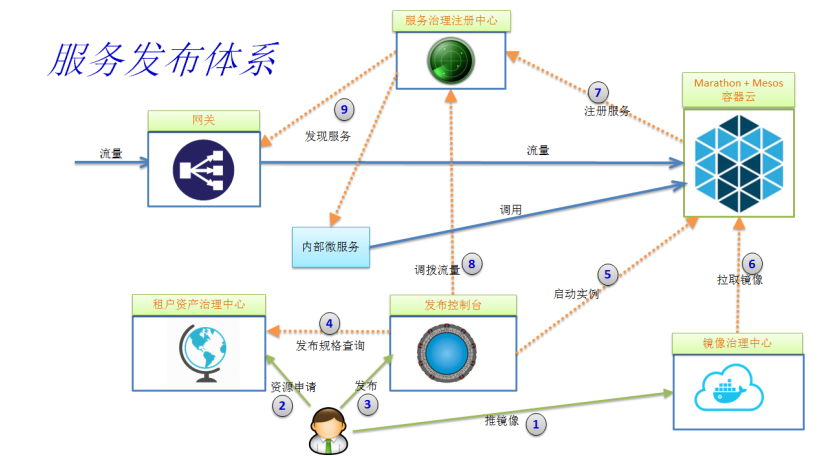 服务发布体系
服务治理注册中心
Marathon + Mesos
容器云
7
注册服务
9
发现服务
网关
流量
流量
调用
内部微服务
8
调拨流量
5
启动实例
6
拉取镜像
租户资产治理中心
发布控制台
4
发布规格查询
镜像治理中心
资源申请
2
发布
3
推镜像
1